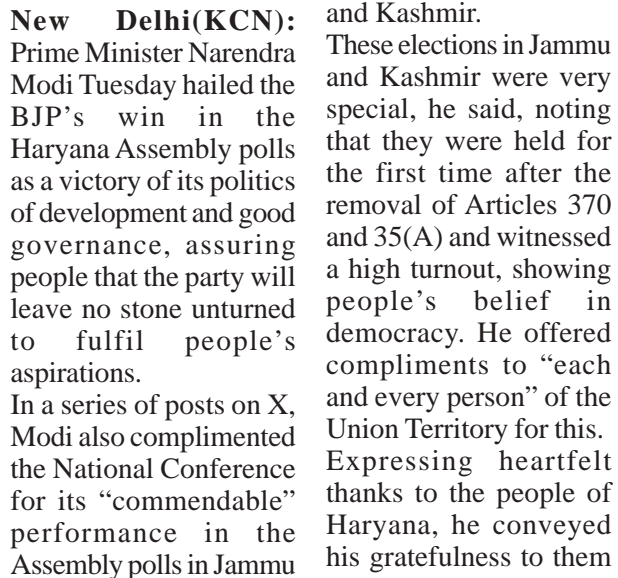 New Delhi(KCN):
Prime Minister Narendra
Modi Tuesday hailed the
BJP's win in the
Haryana Assembly polls
as a victory of its politics
of development and good
governance, assuring
people that the party will
leave no stone unturned
to fulfil people's
aspirations.
In a series of posts on X,
Modi also complimented
the National Conference
for its “commendable”
performance in the
Assembly polls in Jammu
and Kashmir.
These elections in Jammu
and Kashmir were very
special, he said, noting
that they were held for
the first time after the
removal of Articles 370
and 35(A) and witnessed
a high turnout, showing
people's belief in
democracy. He offered
compliments to “each
and every person” of the
Union Territory for this.
Expressing heartfelt
thanks to the people of
Haryana, he conveyed
his gratefulness to them